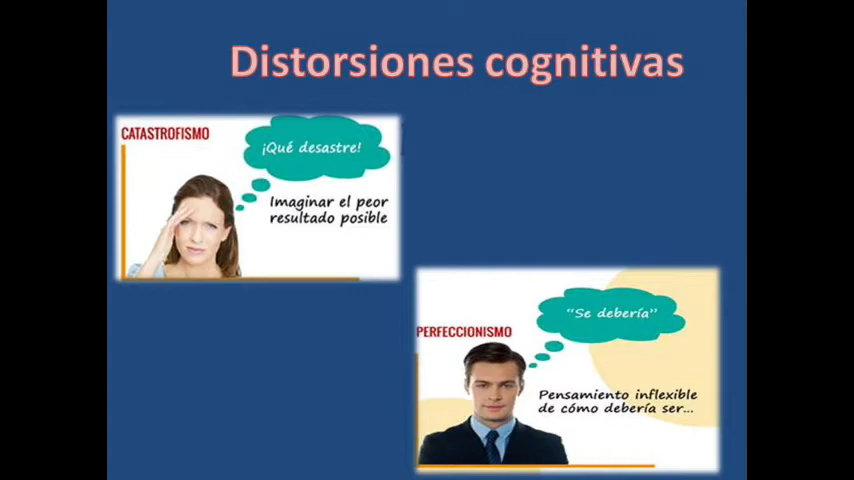 Distorsiones cognitivas
CATASTROFISMO
¡Qué desastre!
Imaginar el peor
resultado posible
"Se debería"
PERFECCIONISMO
Pensamiento inflexible
de cómo debería ser...